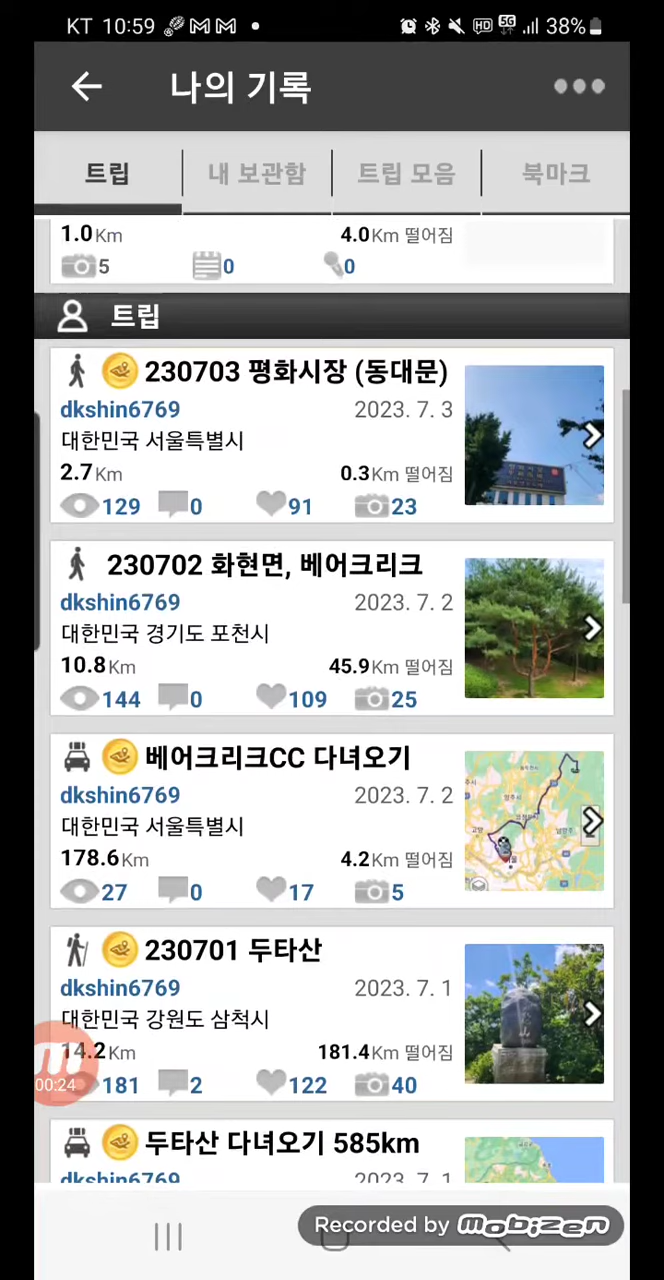 KT 10:59 HD 5G 38%
나의 기록
트립 내 보관함 트립 모음 북마크
1.0Km 4.0Km 떨어짐
5 0 0
트립
230703 평화시장 (동대문)
dkshin6769 2023. 7. 3
대한민국 서울특별시
2.7Km 0.3Km 떨어짐
129 0 91 23
230702 화현면, 베어크리크
dkshin6769 2023. 7. 2
대한민국 경기도 포천시
10.8Km 45.9Km 떨어짐
144 0 109 25
베어크리크CC 다녀오기
dkshin6769 2023. 7. 2
대한민국 서울특별시
178.6Km 4.2Km 떨어짐
27 0 17 5
230701 두타산
dkshin6769 2023. 7. 1
대한민국 강원도 삼척시
14.2Km 181.4Km 떨어짐
00:24 181 2 122 40
두타산 다녀오기 585km
dkshin6769 2023. 7. 1
Recorded by mobizen